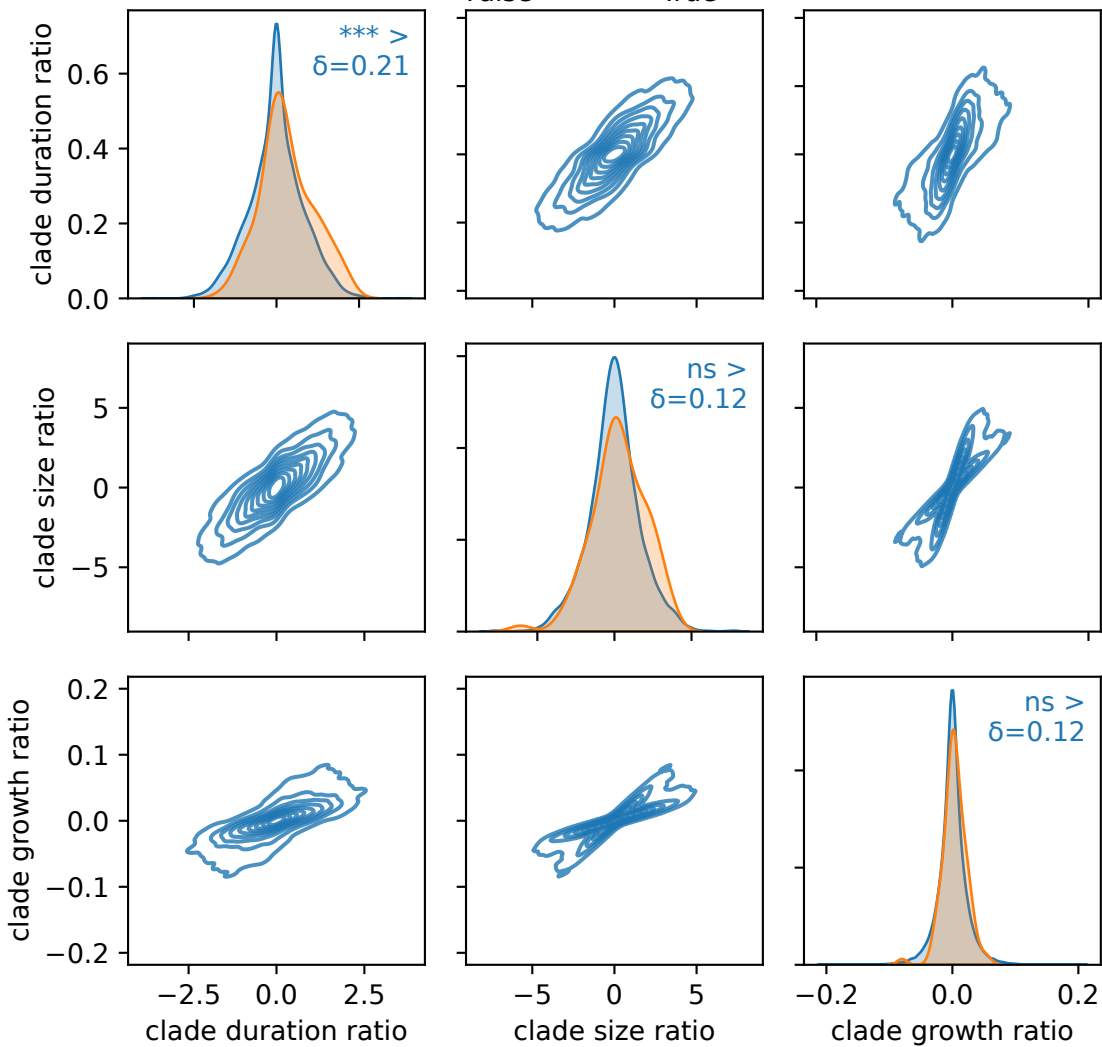 clade duration ratio
0.6
0.4
0.2
0.0
*** >
δ=0.21
clade size ratio
5
0
−5
ns >
δ=0.12
clade growth ratio
0.2
0.1
0.0
−0.1
−0.2
ns >
δ=0.12
−2.5 0.0 2.5
clade duration ratio
−5 0 5
clade size ratio
−0.2 0.0 0.2
clade growth ratio